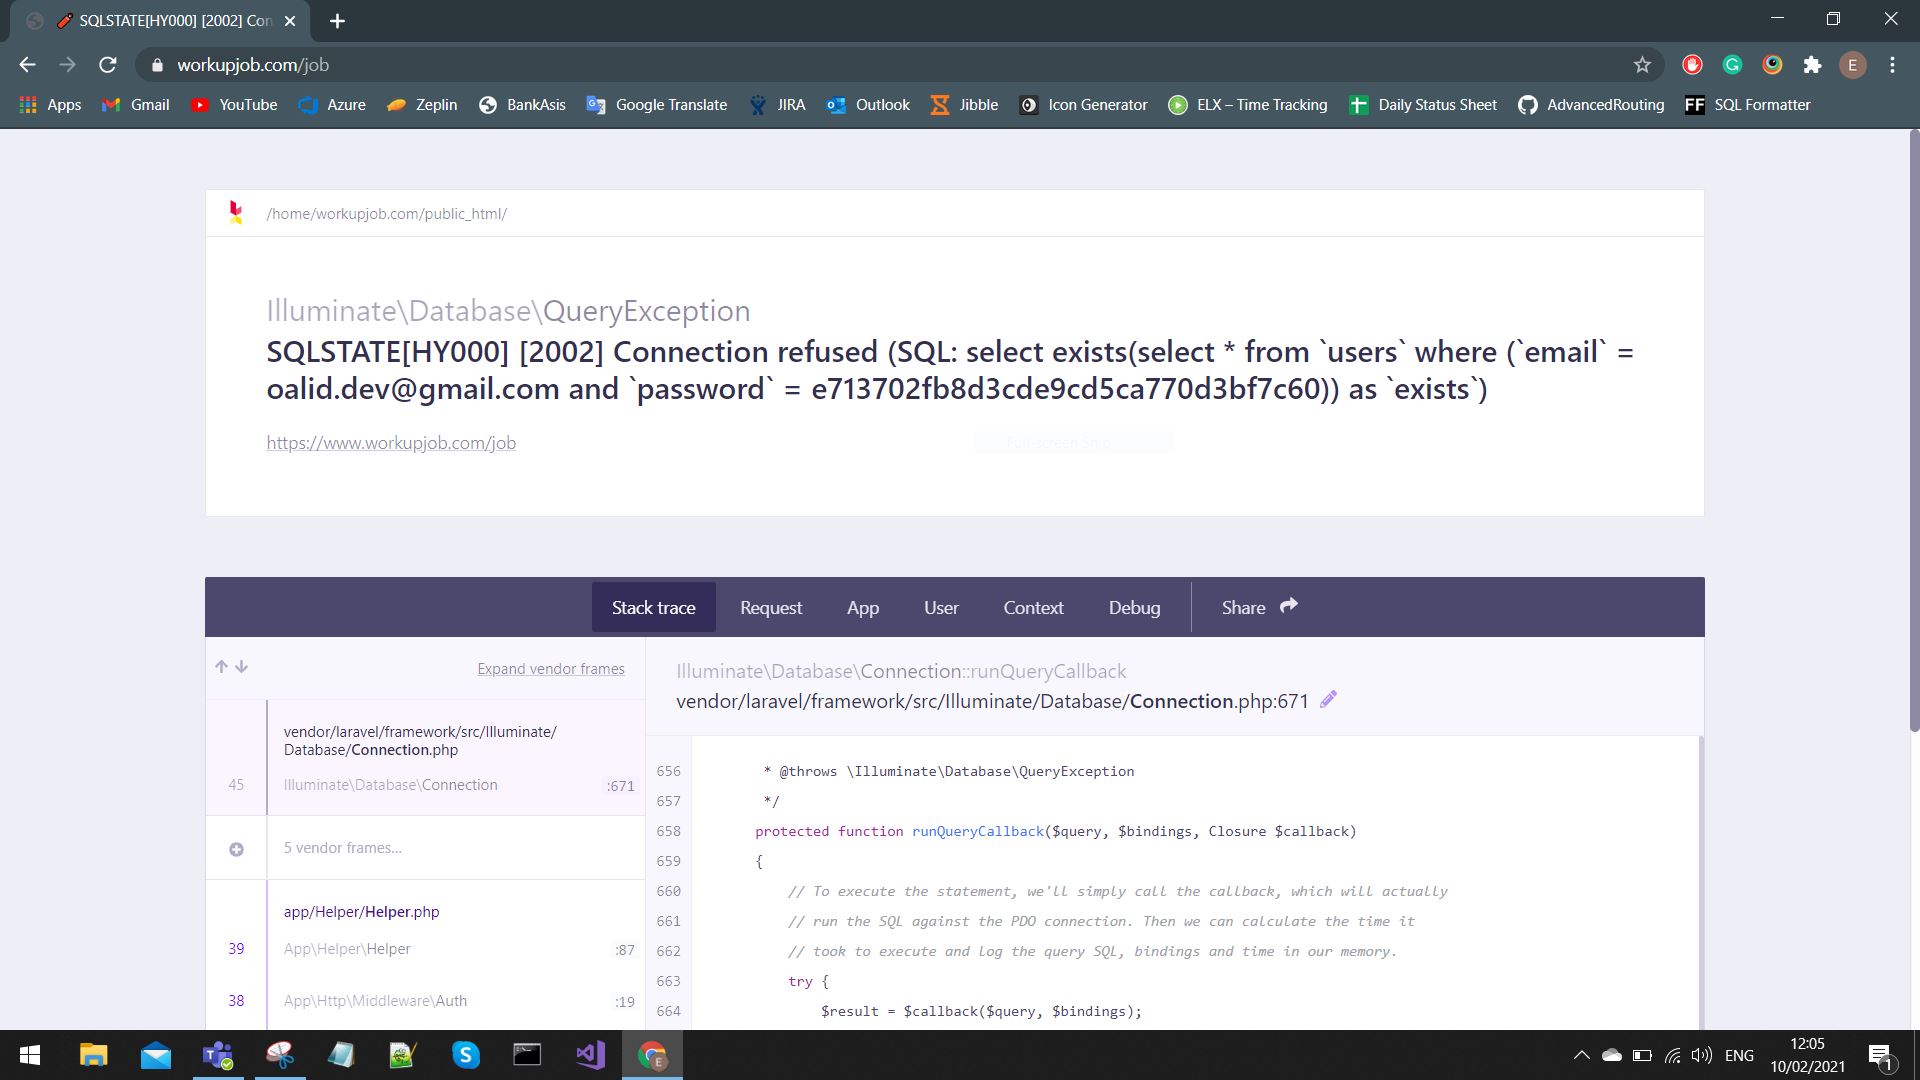 SQLSTATE[HY000] [2002] Con
workupjob.com/job
E
Apps Gmail YouTube Azure Zeplin BankAsis Google Translate JIRA Outlook Jibble Icon Generator ELX – Time Tracking Daily Status Sheet AdvancedRouting FF SQL Formatter
/home/workupjob.com/public_html/
Illuminate\Database\QueryException
SQLSTATE[HY000] [2002] Connection refused (SQL: select exists(select * from `users` where (`email` =
oalid.dev@gmail.com and `password` = e713702fb8d3cde9cd5ca770d3bf7c60)) as `exists`)
https://www.workupjob.com/job
Full-screen Snip
Stack trace Request App User Context Debug Share
Expand vendor frames
vendor/laravel/framework/src/Illuminate/
Database/Connection.php
45 Illuminate\Database\Connection :671
5 vendor frames...
app/Helper/Helper.php
39 App\Helper\Helper :87
38 App\Http\Middleware\Auth :19
Illuminate\Database\Connection::runQueryCallback
vendor/laravel/framework/src/Illuminate/Database/Connection.php:671
656 * @throws \Illuminate\Database\QueryException
657 */
658 protected function runQueryCallback($query, $bindings, Closure $callback)
659 {
660 // To execute the statement, we'll simply call the callback, which will actually
661 // run the SQL against the PDO connection. Then we can calculate the time it
662 // took to execute and log the query SQL, bindings and time in our memory.
663 try {
664 $result = $callback($query, $bindings);
ENG
12:05
10/02/2021
1